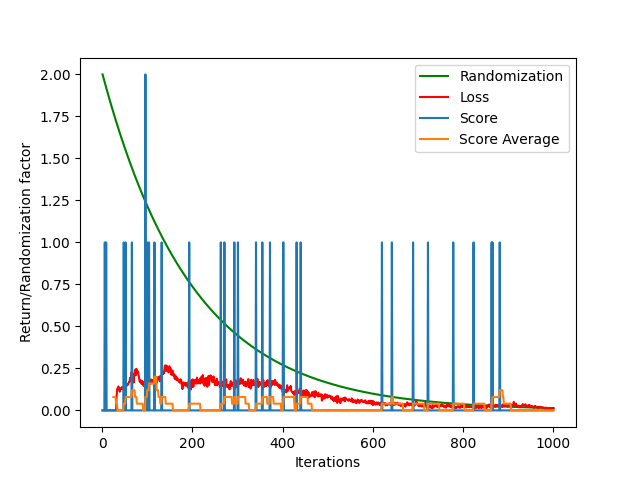 2.00
1.75
1.50
1.25
1.00
0.75
0.50
0.25
0.00
Return/Randomization factor
0
200
400
600
800
1000
Iterations
Randomization
Loss
Score
Score Average